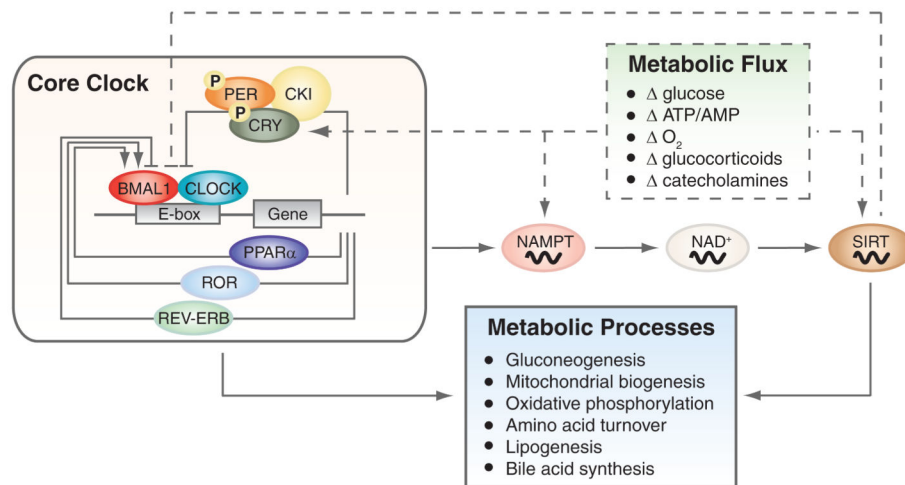 Core Clock
P
PER
CKI
P
CRY
BMAL1
CLOCK
E-box
Gene
PPARα
ROR
REV-ERB
Metabolic Flux
● Δ glucose
● Δ ATP/AMP
● Δ O₂
● Δ glucocorticoids
● Δ catecholamines
NAMPT
NAD⁺
SIRT
Metabolic Processes
● Gluconeogenesis
● Mitochondrial biogenesis
● Oxidative phosphorylation
● Amino acid turnover
● Lipogenesis
● Bile acid synthesis